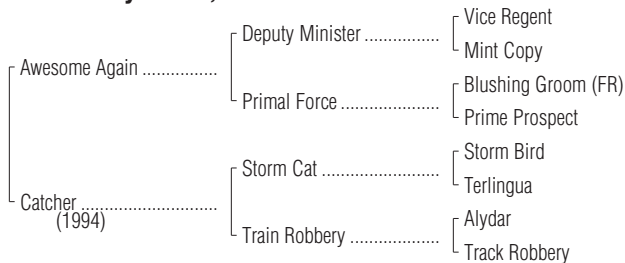 Vice Regent
Deputy Minister ................
Mint Copy
Awesome Again ................
Blushing Groom (FR)
Primal Force .....................
Prime Prospect
Storm Bird
Storm Cat .........................
Terlingua
Catcher .............................
(1994)
Alydar
Train Robbery ...................
Track Robbery